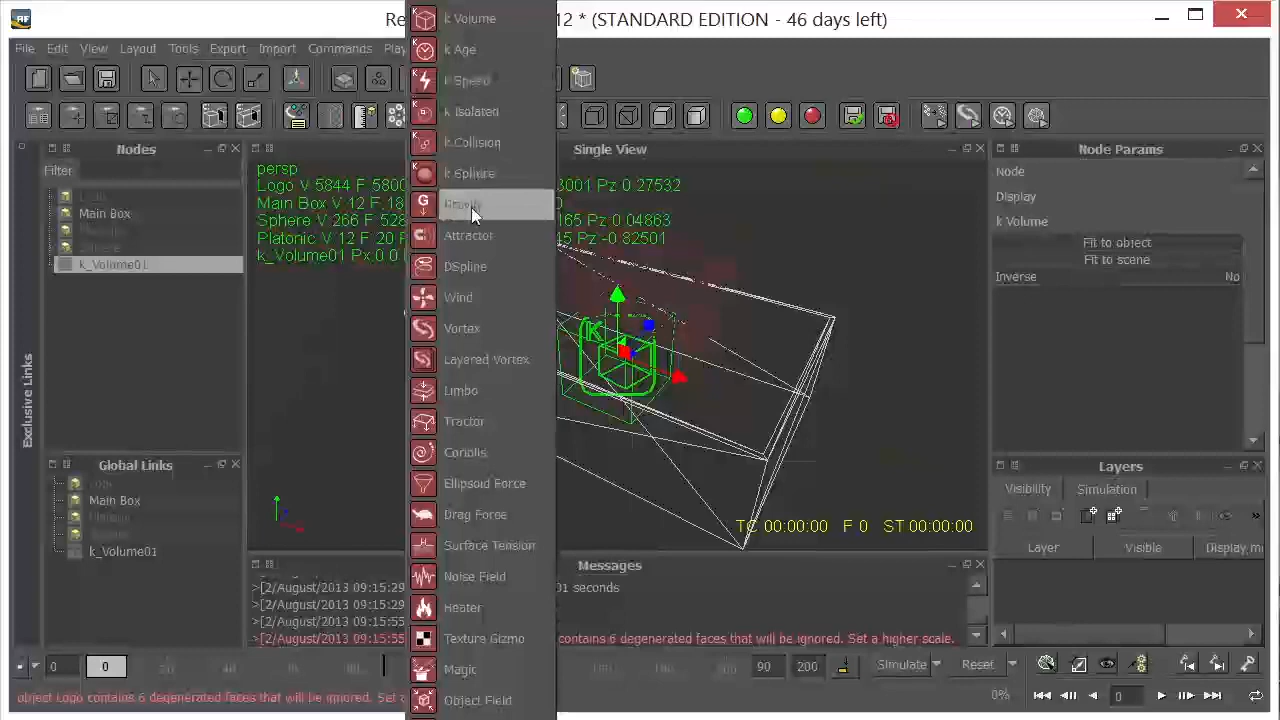 Re 12 * (STANDARD EDITION - 46 days left)
File Edit View Layout Tools Export Import Commands Play
k Volume
k Age
k Speed
k Isolated
k Collision
k Sphere
Gravity
Attractor
DSpline
Wind
Vortex
Layered Vortex
Limbo
Tractor
Coriolis
Ellipsoid Force
Drag Force
Surface Tension
Noise Field
Heater
Texture Gizmo
Magic
Object Field
Nodes
Filter
Main Box
k_Volume01
Exclusive Links
Global Links
Main Box
k_Volume01
Single View
persp
Logo V 5844 F 5800 3001 Pz 0.27532
Main Box V 12 F 18 0
Sphere V 266 F 528 165 Pz 0.04863
Platonic V 12 F 20 F 45 Pz -0.82501
k_Volume01 Px 0.0
TC 00:00:00 F 0 ST 00:00:00
Messages
>[2/August/2013 09:15:29 01 seconds
>[2/August/2013 09:15:29
>[2/August/2013 09:15:55
>[2/August/2013 09:15:55 contains 6 degenerated faces that will be ignored. Set a higher scale.
Node Params
Node
Display
k Volume
Fit to object
Fit to scene
Inverse No
Layers
Visibility Simulation
Layer Visible Display m
0 0 90 200 Simulate Reset
object Logo contains 6 degenerated faces that will be ignored. Set a
0% 0